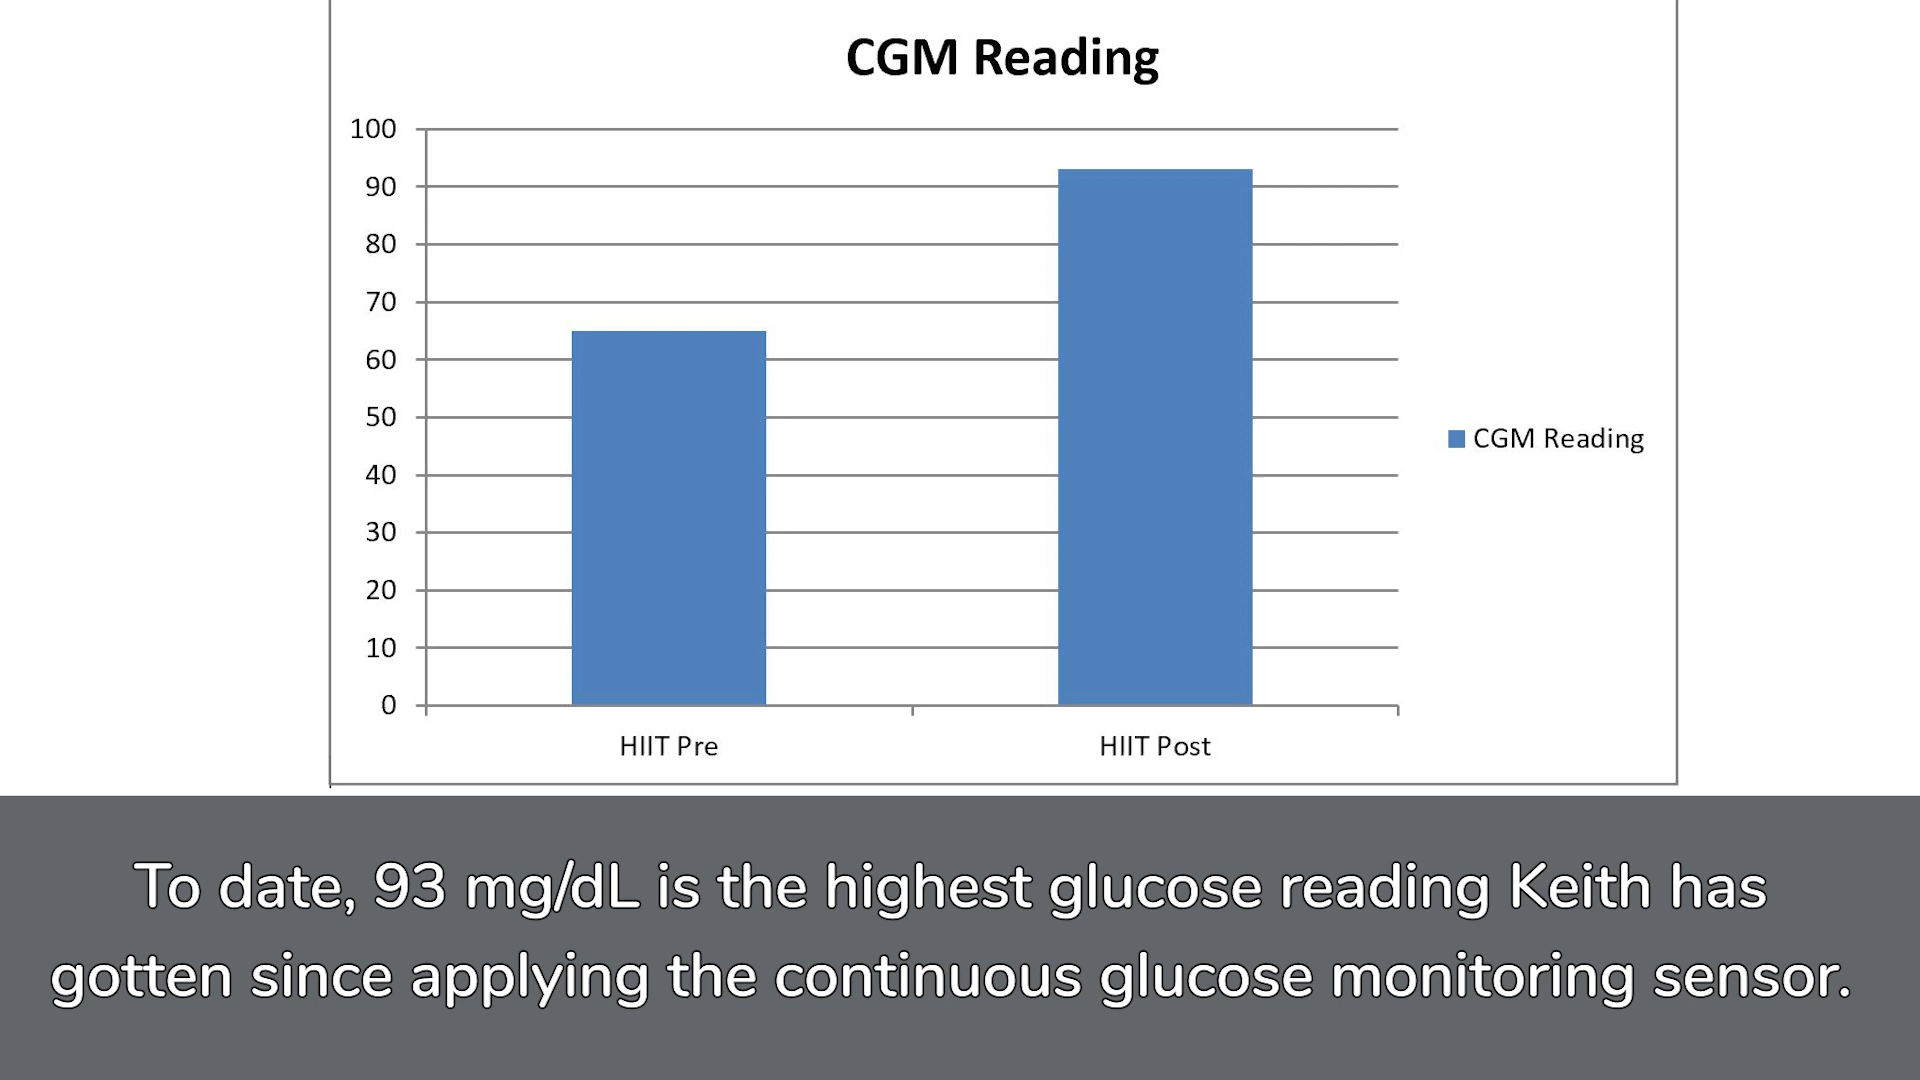 CGM Reading
100
90
80
70
60
50
40
30
20
10
0
HIIT Pre
HIIT Post
CGM Reading
To date, 93 mg/dL is the highest glucose reading Keith has
gotten since applying the continuous glucose monitoring sensor.